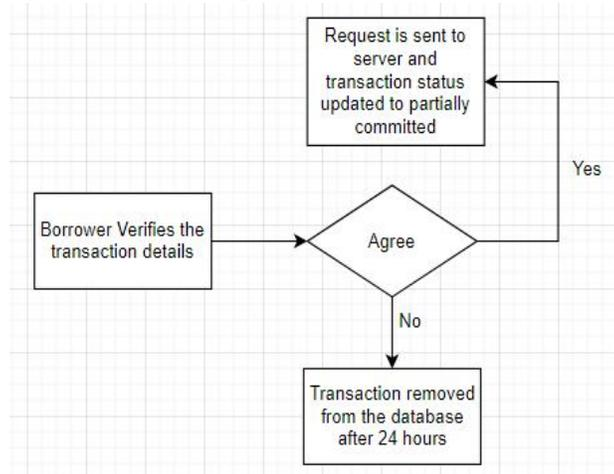 Request is sent to
server and
transaction status
updated to partially
committed
Yes
Borrower Verifies the
transaction details
Agree
No
Transaction removed
from the database
after 24 hours